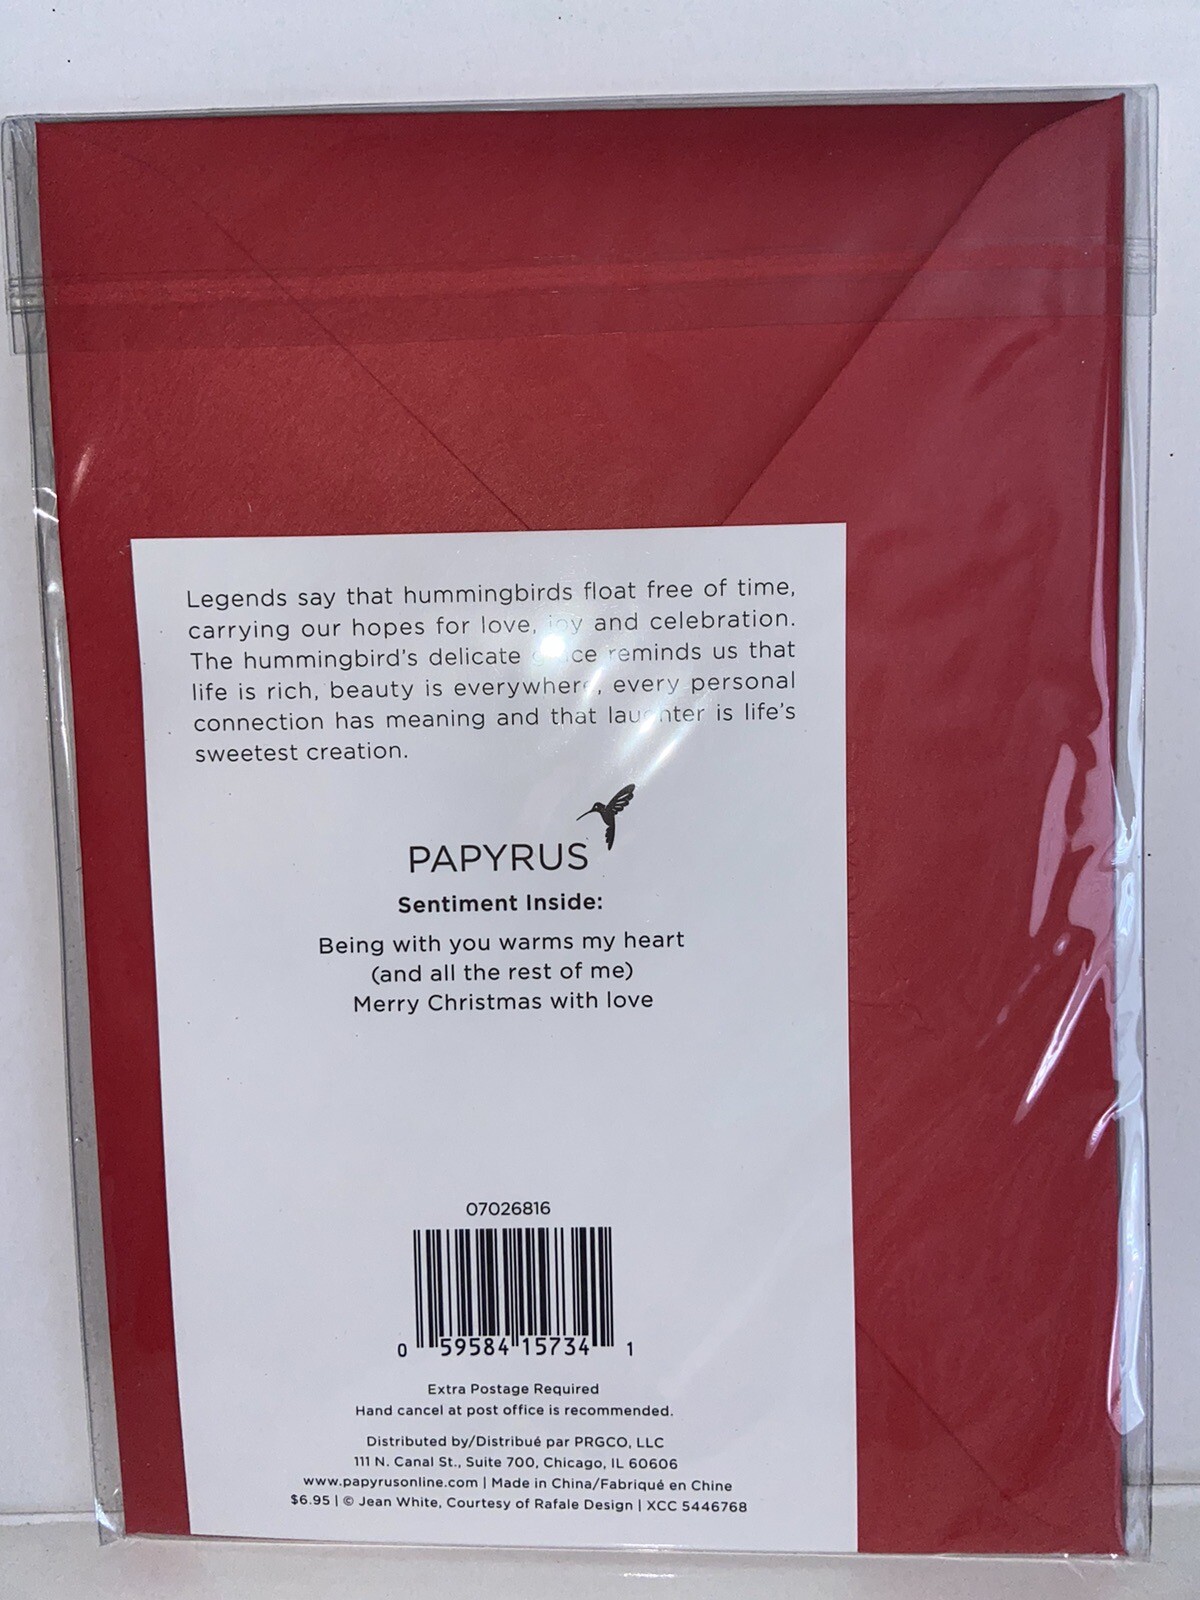 Legends say that hummingbirds float free of time,
carrying our hopes for love, joy and celebration.
The hummingbird's delicate grace reminds us that
life is rich, beauty is everywhere, every personal
connection has meaning and that laughter is life's
sweetest creation.
PAPYRUS
Sentiment Inside:
Being with you warms my heart
(and all the rest of me)
Merry Christmas with love
07026816
0 59584 15734 1
Extra Postage Required
Hand cancel at post office is recommended.
Distributed by/Distribué par PRGCO, LLC
111 N. Canal St., Suite 700, Chicago, IL 60606
www.papyrusonline.com | Made in China/Fabriqué en Chine
$6.95 | © Jean White, Courtesy of Rafale Design | XCC 5446768